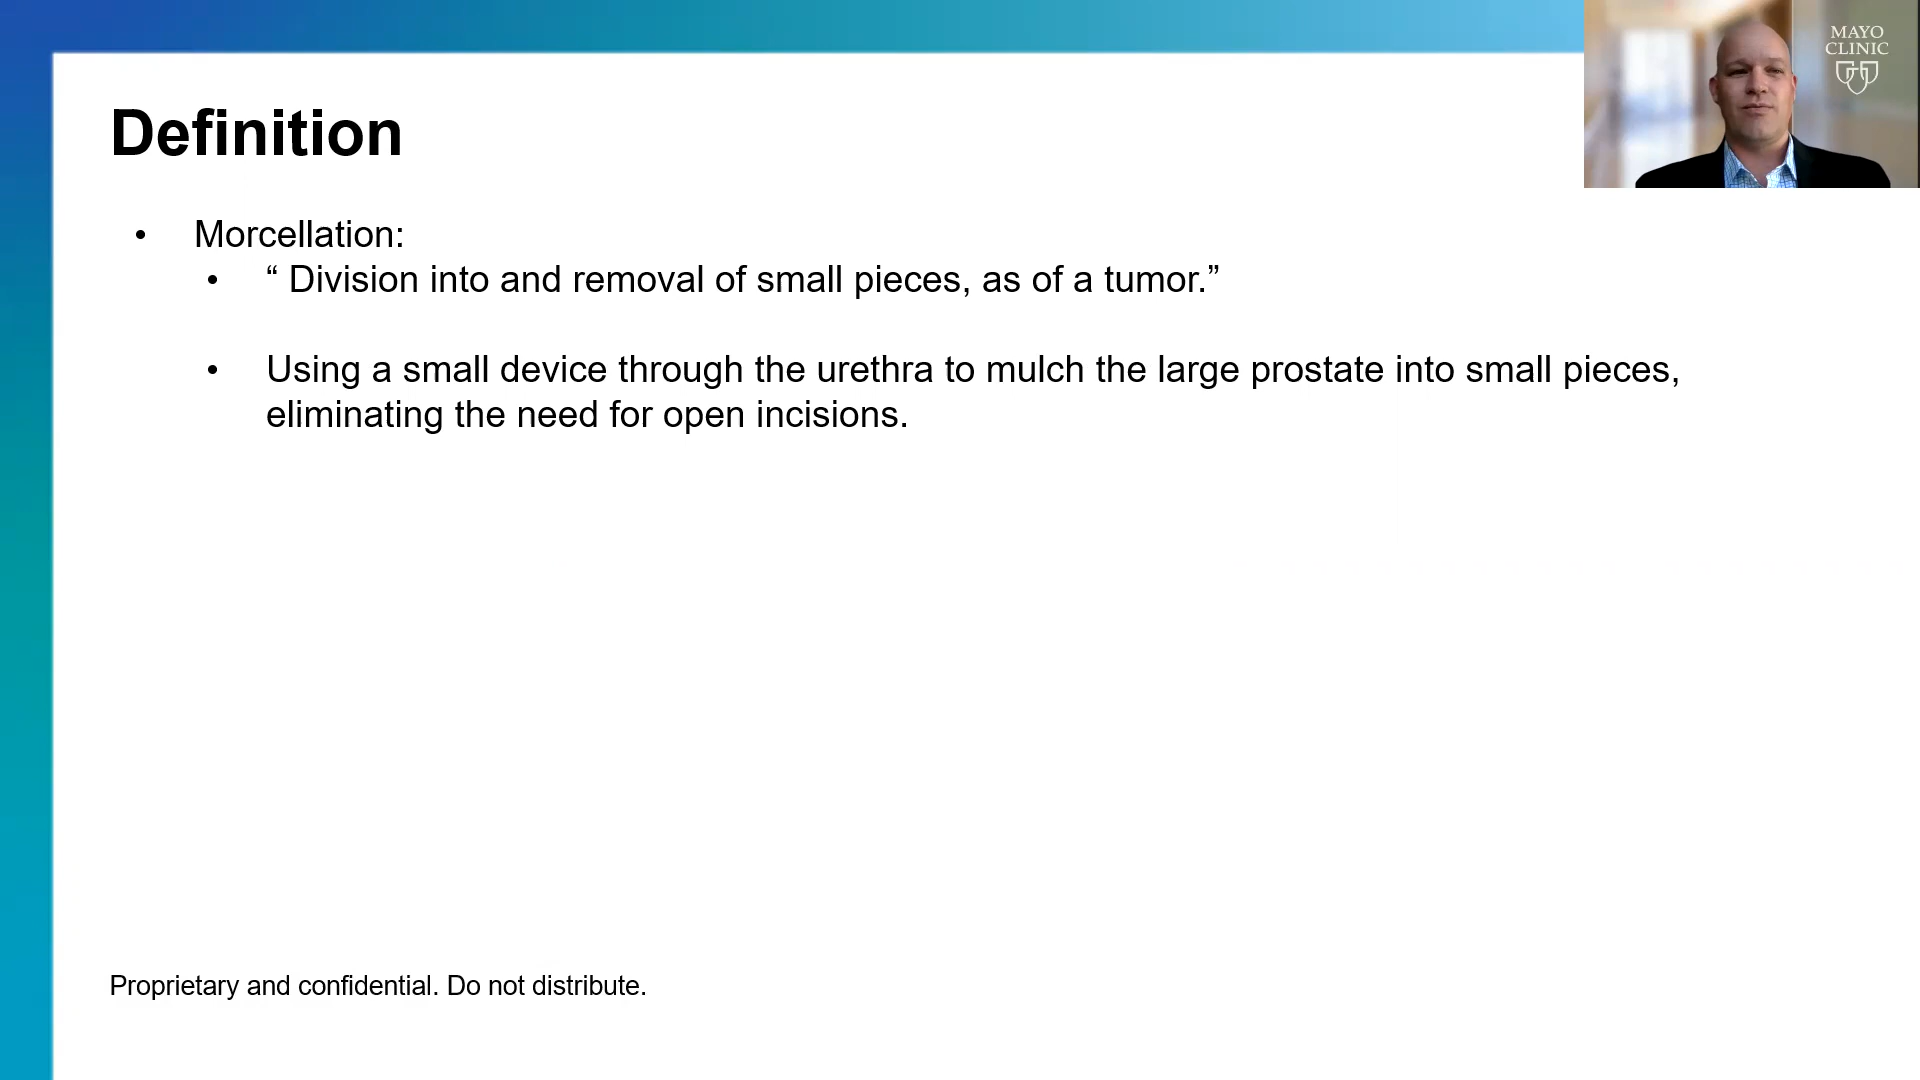 MAYO
CLINIC
Definition
• Morcellation:
• “ Division into and removal of small pieces, as of a tumor.”
• Using a small device through the urethra to mulch the large prostate into small pieces,
eliminating the need for open incisions.
Proprietary and confidential. Do not distribute.